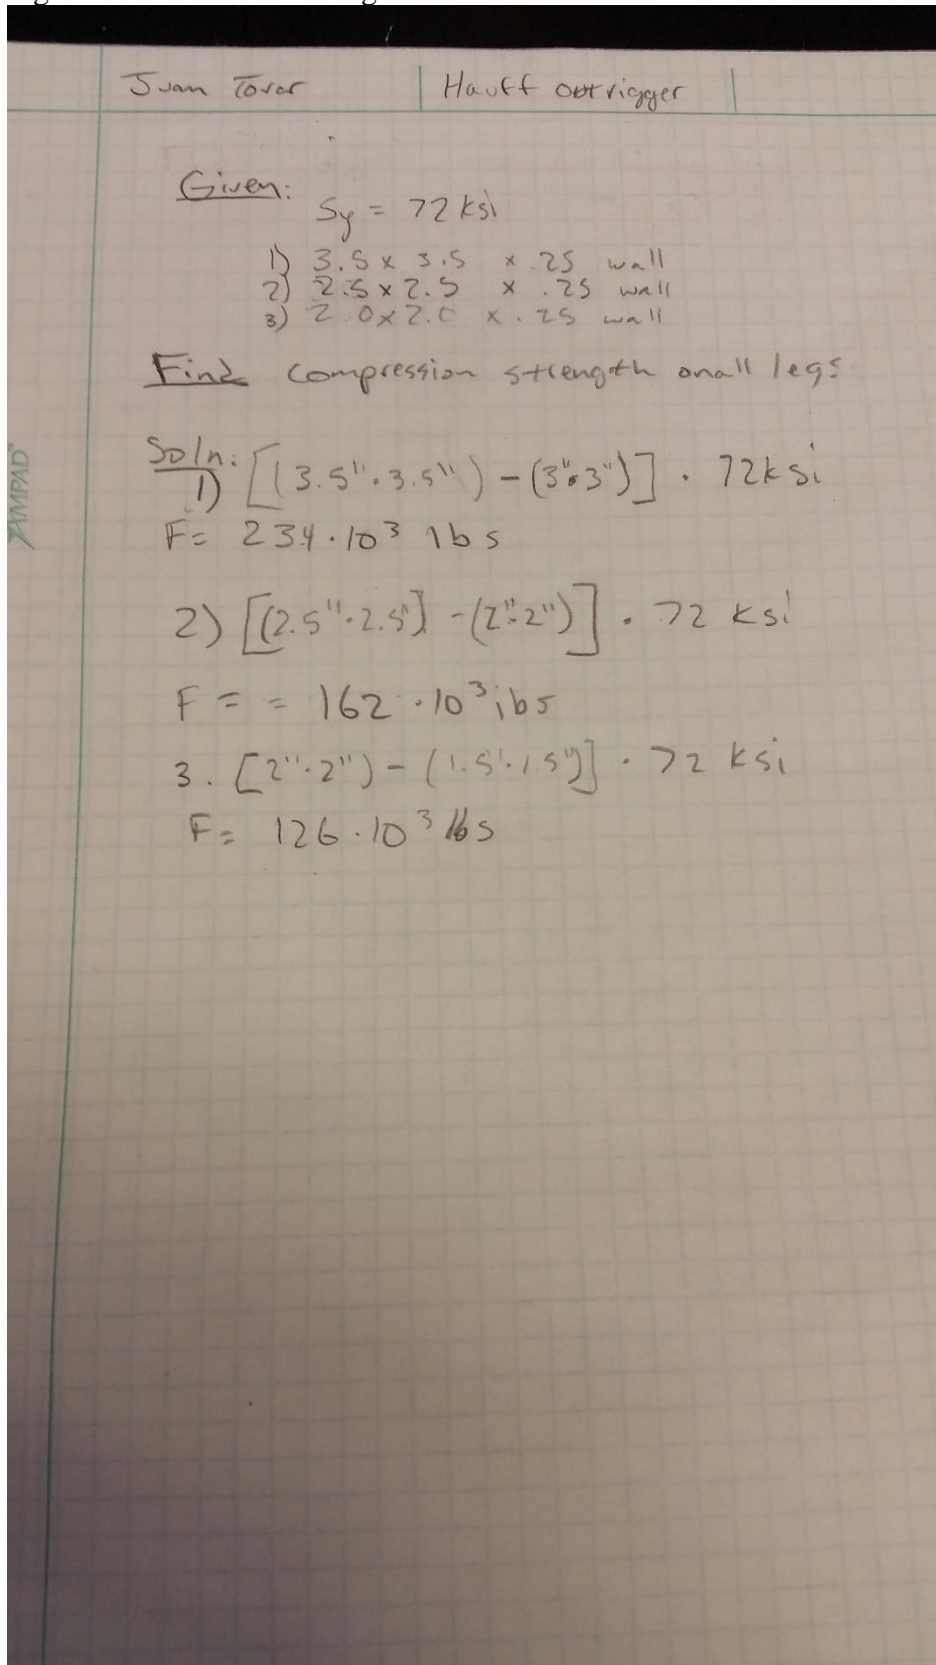 Juan Tovar | Hauff outrigger |
Given:
Sy = 72 ksi
1) 3.5 x 3.5 x .25 wall
2) 2.5 x 2.5 x .25 wall
3) 2.0 x 2.0 x .25 wall
Find compression strength on all legs
AMPAD
Soln:
1) [(3.5"·3.5") - (3"·3")] · 72ksi
F= 234·10³ lbs
2) [(2.5"·2.5"] - (2"·2")] · 72 ksi
F = = 162 ·10³ ibs
3. [2"·2") - (1.5"·1.5")] · 72 ksi
F= 126·10³ lbs